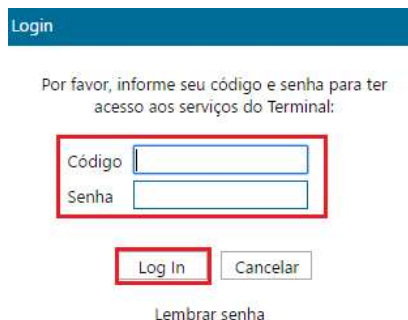 Login
Por favor, informe seu código e senha para ter
acesso aos serviços do Terminal:
Código
Senha
Log In Cancelar
Lembrar senha